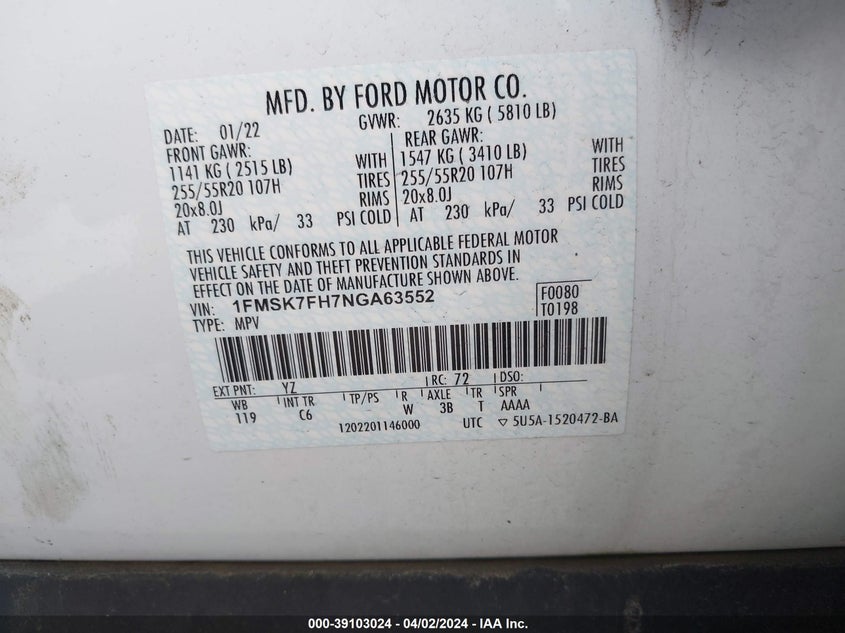 MFD. BY FORD MOTOR CO.
DATE: 01/22 GVWR: 2635 KG ( 5810 LB)
FRONT GAWR: REAR GAWR:
1141 KG ( 2515 LB) WITH 1547 KG ( 3410 LB) WITH
255/55R20 107H TIRES 255/55R20 107H TIRES
20x8.0J RIMS 20x8.0J RIMS
AT 230 kPa/ 33 PSI COLD AT 230 kPa/ 33 PSI COLD
THIS VEHICLE CONFORMS TO ALL APPLICABLE FEDERAL MOTOR
VEHICLE SAFETY AND THEFT PREVENTION STANDARDS IN
EFFECT ON THE DATE OF MANUFACTURE SHOWN ABOVE.
VIN: 1FMSK7FH7NGA63552 F0080
TYPE: MPV T0198
EXT PNT: YZ RC: 72 DSO:
WB INT TR TP/PS R AXLE TR SPR
119 C6 W 3B T AAAA
1202201146000 UTC ▽ 5U5A-1520472-BA
000-39103024 - 04/02/2024 - IAA Inc.